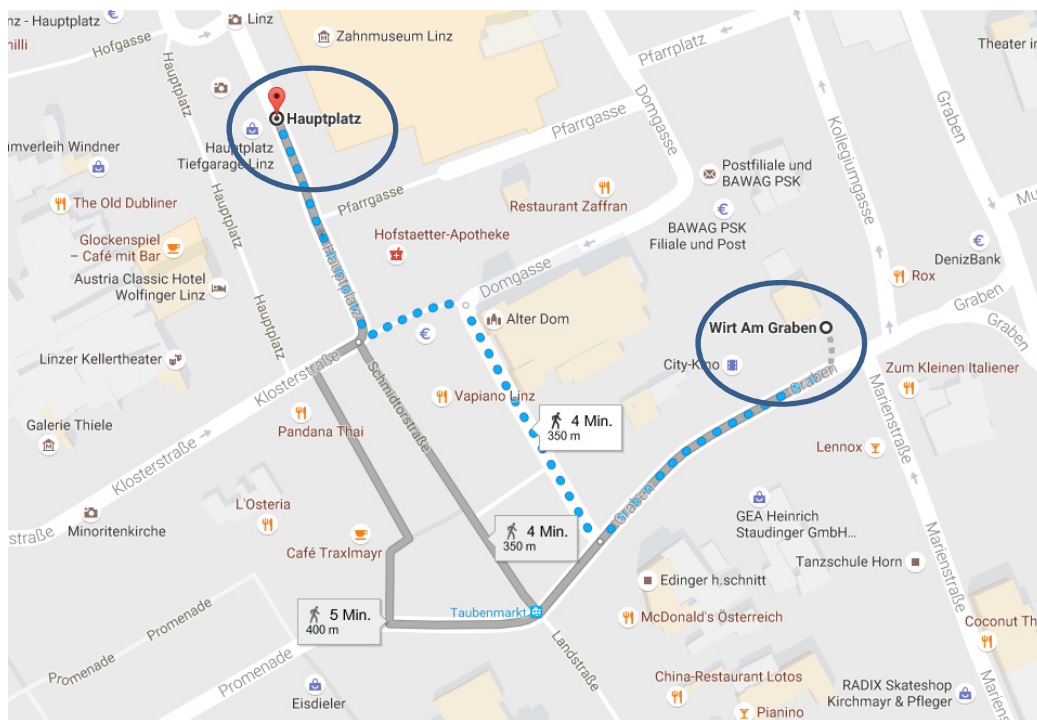 nz - Kronen
Linz
Zahnmuseum Linz
Theater in
nilli
Hofgasse
Hauptplatz
Hauptplatz
Pfarrplatz
Domgasse
Kollegiumgasse
Graben
Hauptplatz
Tiefgarage Linz
Pfarrgasse
mverleih Windner
Postfiliale und
BAWAG PSK
The Old Dubliner
Restaurant Zaffran
Pfarrgasse
BAWAG PSK
Filiale und Post
Glockenspiel
– Café mit Bar
Hofstaetter-Apotheke
DenizBank
Mu
Austria Classic Hotel
Wolfinger Linz
Hauptplatz
Hauptplatz
Domgasse
Rox
Graben
Graben
Alter Dom
Wirt Am Graben
Linzer Kellertheater
City-Kino
Graben
Zum Kleinen Italiener
Klosterstraße
Schmidtorstraße
Vapiano Linz
Marienstraße
Galerie Thiele
Pandana Thai
4 Min.
350 m
Lennox
Klosterstraße
Graben
L'Osteria
GEA Heinrich
Staudinger GmbH...
straße
Minoritenkirche
Café Traxlmayr
4 Min.
350 m
Marienstraße
Tanzschule Horn
Edinger h.schnitt
5 Min.
400 m
Taubenmarkt
McDonald's Österreich
Coconut Th
Promenade
Promenade
Landstraße
China-Restaurant Lotos
Marienstr
Eisdieler
RADIX Skateshop
Kirchmayr & Pfleger
Pianino